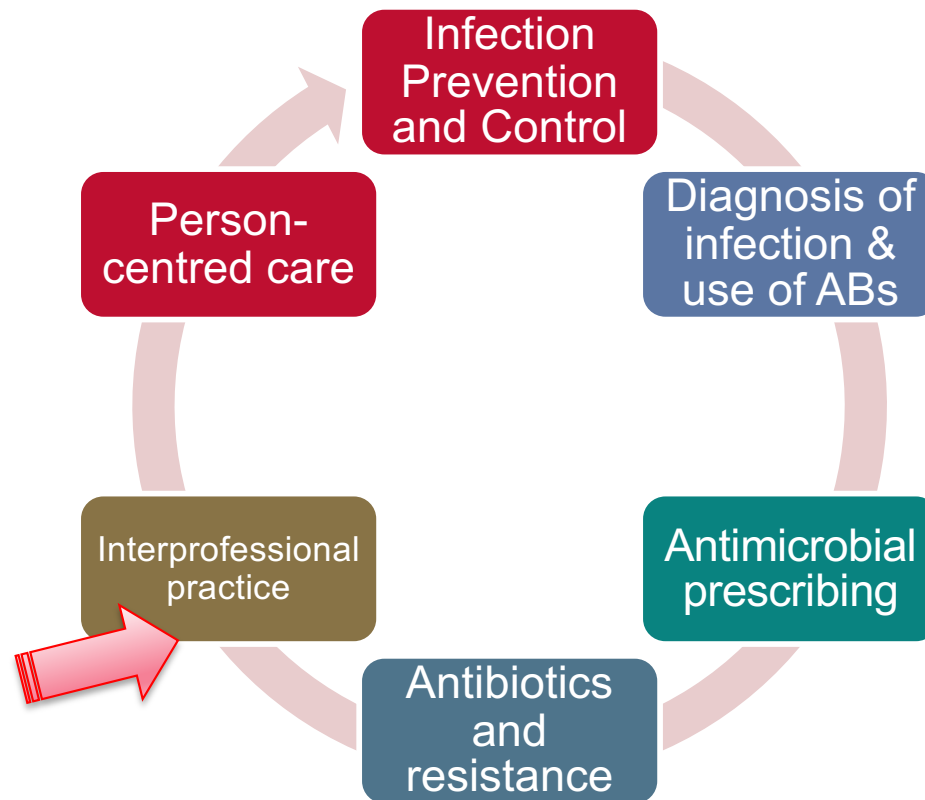 Infection
Prevention
and Control
Diagnosis of
infection &
use of ABs
Antimicrobial
prescribing
Antibiotics
and
resistance
Interprofessional
practice
Person-
centred care